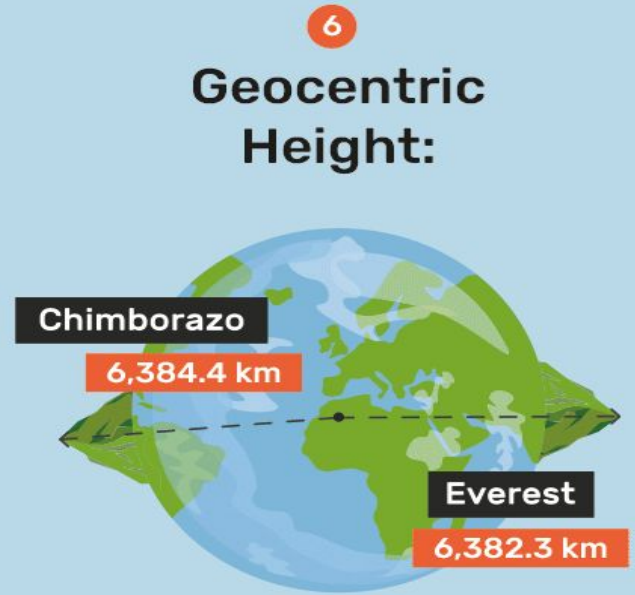 6
Geocentric
Height:
Chimborazo
6,384.4 km
Everest
6,382.3 km